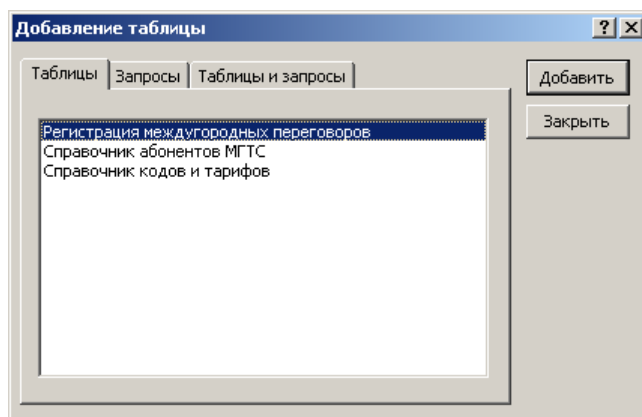 Добавление таблицы
Таблицы Запросы Таблицы и запросы
Добавить
Закрыть
Регистрация междугородных переговоров
Справочник абонентов МГТС
Справочник кодов и тарифов